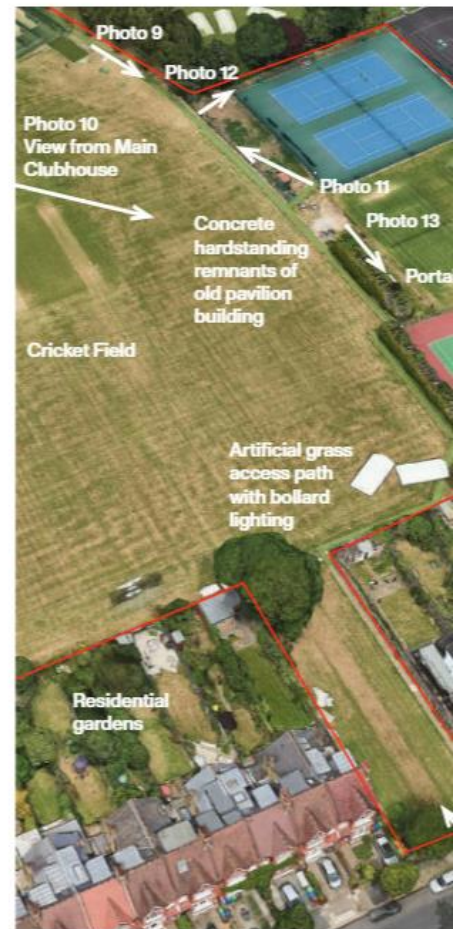 Photo 9
Photo 12
Photo 10
View from Main
Clubhouse
Photo 11
Photo 13
Concrete
hardstanding
remnants of
old pavilion
building
Porta
Cricket Field
Artificial grass
access path
with bollard
lighting
Residential
gardens